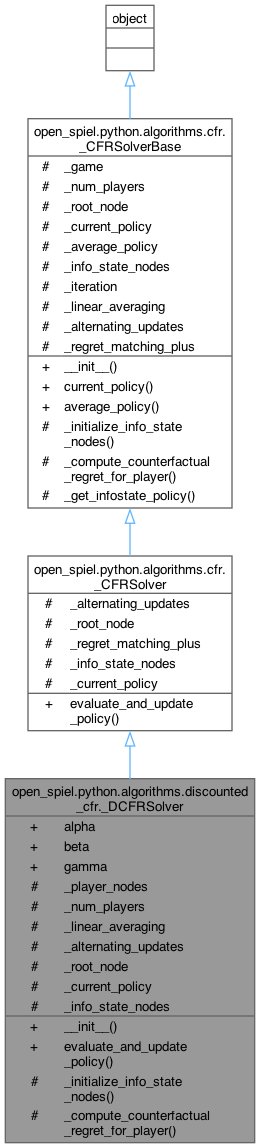 object
open_spiel.python.algorithms.cfr.
_CFRSolverBase
# _game
# _num_players
# _root_node
# _current_policy
# _average_policy
# _info_state_nodes
# _iteration
# _linear_averaging
# _alternating_updates
# _regret_matching_plus
+ __init__()
+ current_policy()
+ average_policy()
# _initialize_info_state
_nodes()
# _compute_counterfactual
_regret_for_player()
# _get_infostate_policy()
open_spiel.python.algorithms.cfr.
_CFRSolver
# _alternating_updates
# _root_node
# _regret_matching_plus
# _info_state_nodes
# _current_policy
+ evaluate_and_update
_policy()
open_spiel.python.algorithms.discounted
_cfr._DCFRSolver
+ alpha
+ beta
+ gamma
# _player_nodes
# _num_players
# _linear_averaging
# _alternating_updates
# _root_node
# _current_policy
# _info_state_nodes
+ __init__()
+ evaluate_and_update
_policy()
# _initialize_info_state
_nodes()
# _compute_counterfactual
_regret_for_player()